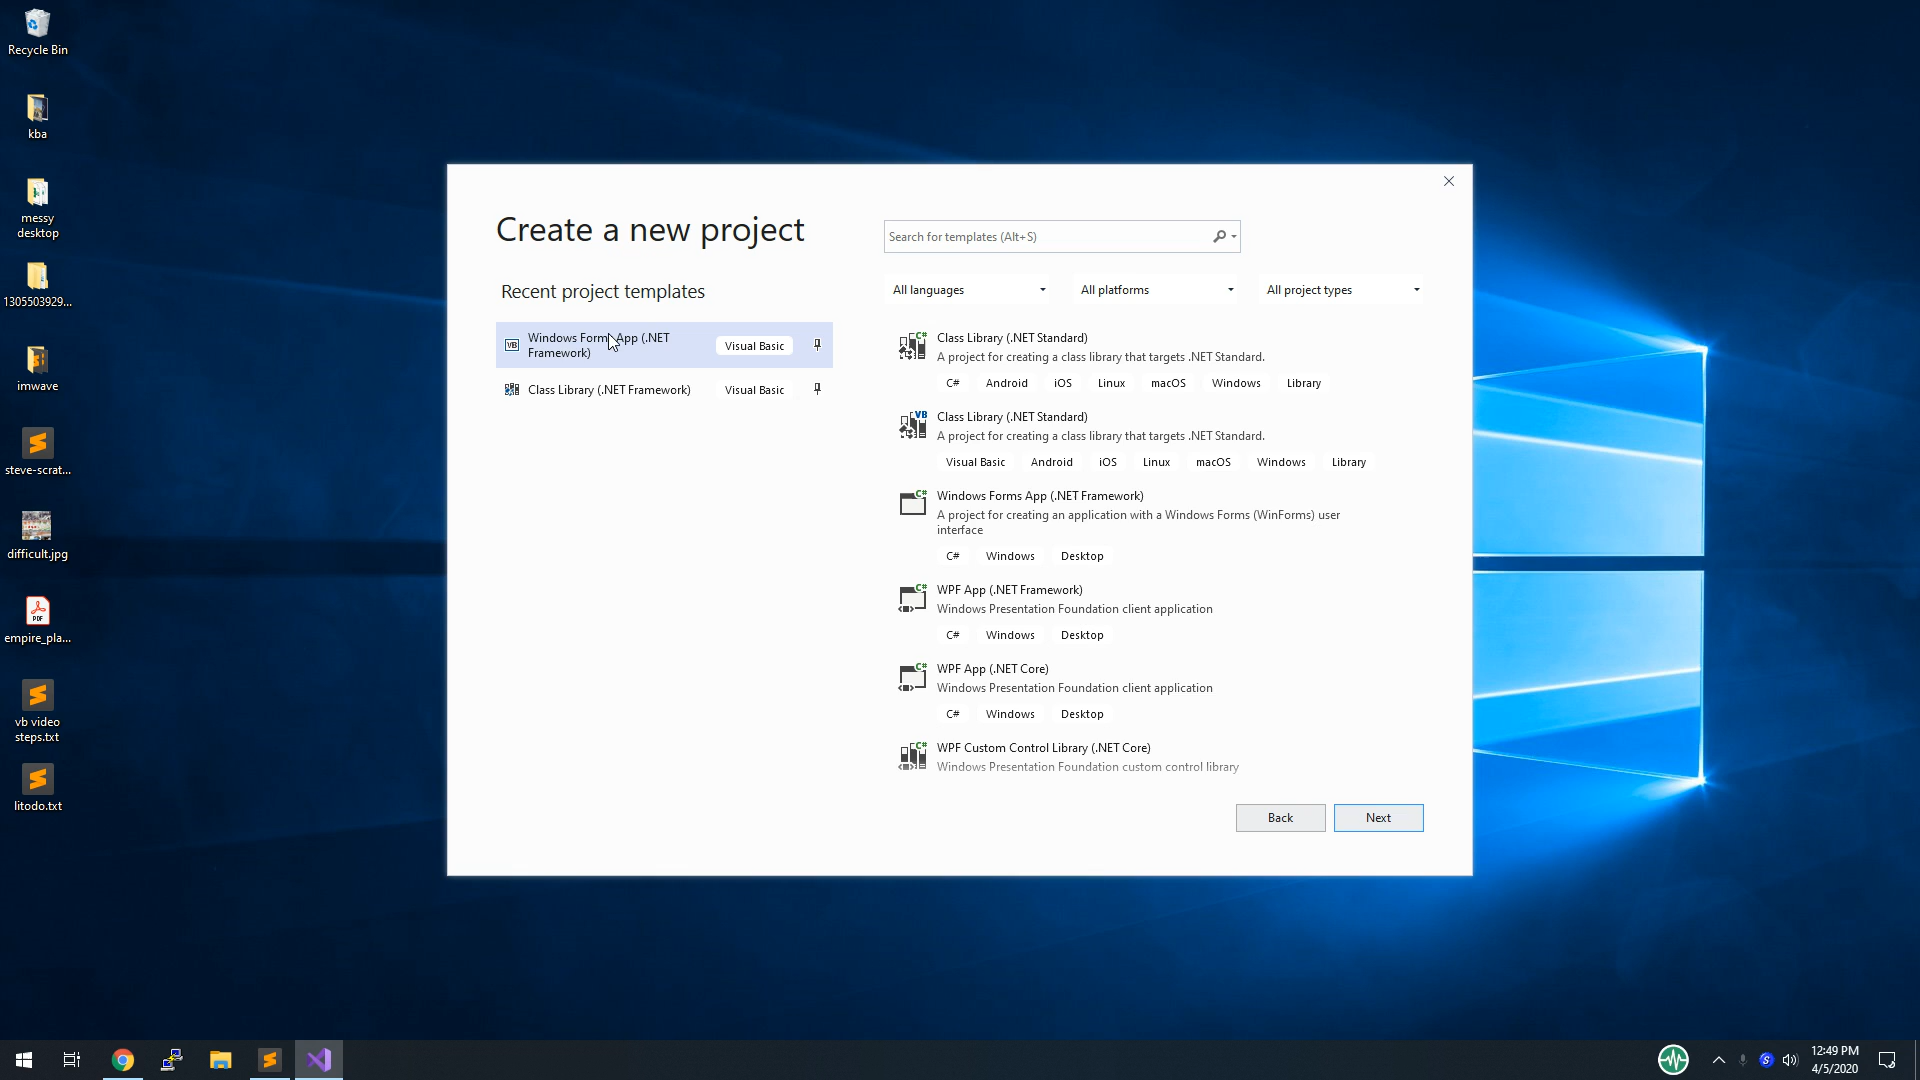 Recycle Bin
kba
messy
desktop
1305503929...
imwave
steve-scrat...
difficult.jpg
empire_pla...
vb video
steps.txt
litodo.txt
Create a new project
Recent project templates
Windows Forms App (.NET
Framework)
Visual Basic
Class Library (.NET Framework)
Visual Basic
Search for templates (Alt+S)
All languages
All platforms
All project types
Class Library (.NET Standard)
A project for creating a class library that targets .NET Standard.
C# Android iOS Linux macOS Windows Library
Class Library (.NET Standard)
A project for creating a class library that targets .NET Standard.
Visual Basic Android iOS Linux macOS Windows Library
Windows Forms App (.NET Framework)
A project for creating an application with a Windows Forms (WinForms) user
interface
C# Windows Desktop
WPF App (.NET Framework)
Windows Presentation Foundation client application
C# Windows Desktop
WPF App (.NET Core)
Windows Presentation Foundation client application
C# Windows Desktop
WPF Custom Control Library (.NET Core)
Windows Presentation Foundation custom control library
Back
Next
12:49 PM
4/5/2020